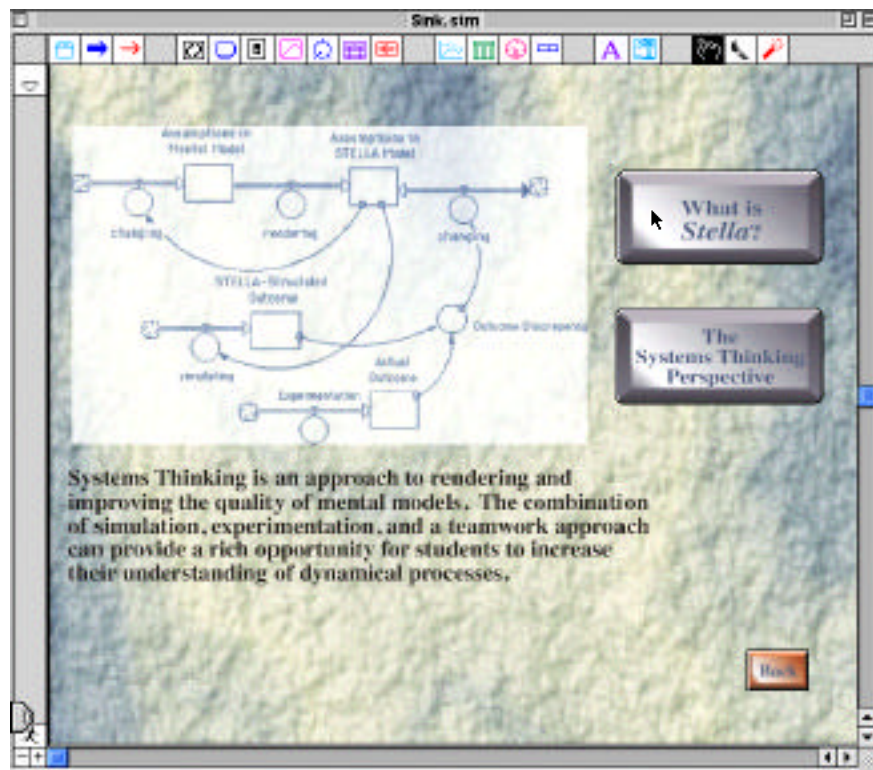 Sink.sim
A
Assumptions in
Mental Model
Assumptions in
STELLA Model
changing
rendering
changing
STELLA-Simulated
Outcome
Outcome
simulating
Actual
Outcome
Experimentation
What is
Stella?
The
Systems Thinking
Perspective
Systems Thinking is an approach to rendering and
improving the quality of mental models. The combination
of simulation, experimentation, and a teamwork approach
can provide a rich opportunity for students to increase
their understanding of dynamical processes.
Back